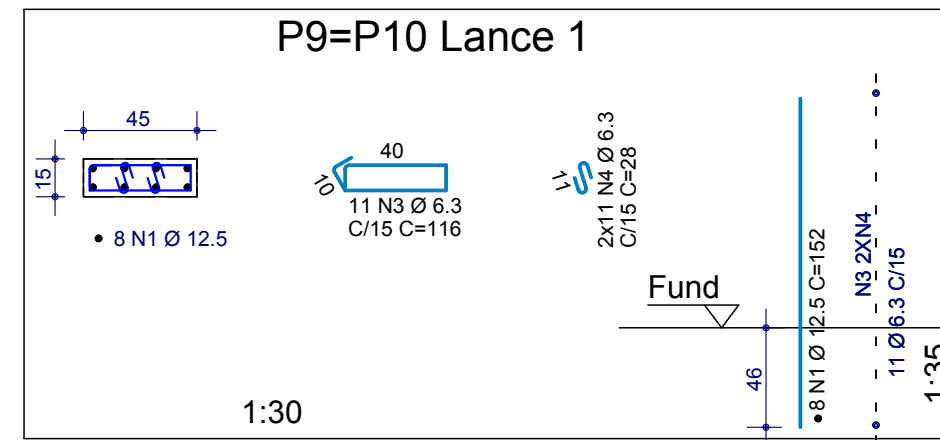 P9=P10 Lance 1
45
15
• 8 N1 Ø 12.5
40
10
11 N3 Ø 6.3
C/15 C=116
11
2x11 N4 Ø 6.3
C/15 C=28
Fund
46
•8 N1 Ø 12.5 C=152
N3 2XN4
11 Ø 6.3 C/15
1:30
1:35